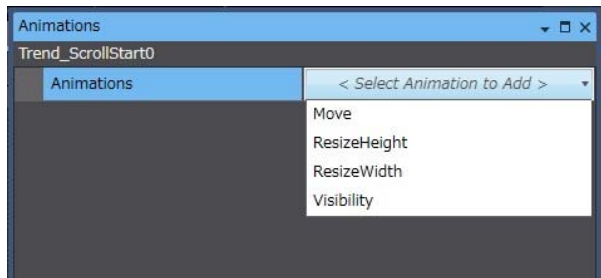 Animations
Trend_ScrollStart0
Animations < Select Animation to Add >
Move
ResizeHeight
ResizeWidth
Visibility